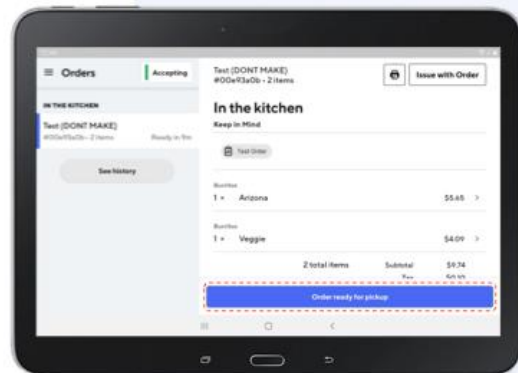 Orders
Accepting
IN THE KITCHEN
Test (DONT MAKE)
#00e93a0b - 2 items
Ready in 9m
See history
Test (DONT MAKE)
#00e93a0b - 2 items
Issue with Order
In the kitchen
Keep in Mind
Test Order
Burritos
1 × Arizona $5.65 >
Burritos
1 × Veggie $4.09 >
2 total items Subtotal $9.74
Tax
Order ready for pickup